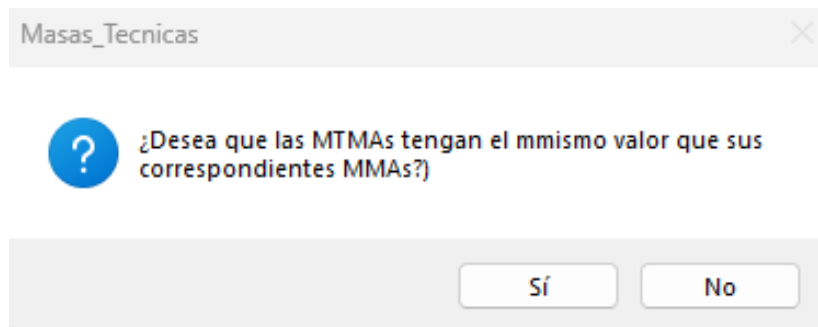 Masas_Tecnicas
?
¿Desea que las MTMAs tengan el mmismo valor que sus
correspondientes MMAs?)
Sí
No